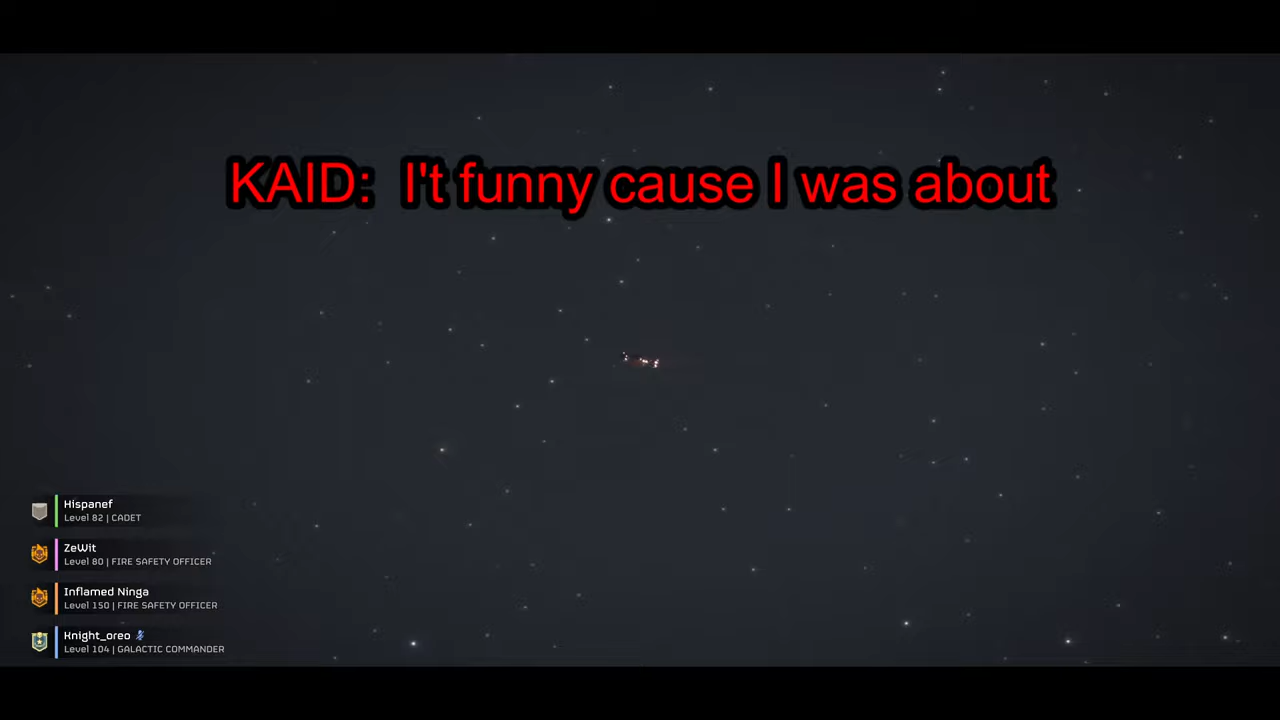 KAID: I't funny cause I was about
Hispanef
Level 82 | CADET
ZeWit
Level 80 | FIRE SAFETY OFFICER
Inflamed Ninga
Level 150 | FIRE SAFETY OFFICER
Knight_oreo
Level 104 | GALACTIC COMMANDER